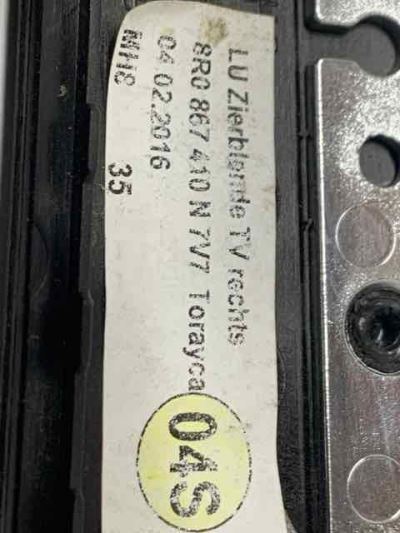 LU Zierblende TV rechts
8R0 867 410 N 7V7 Torayca
04.02.2016
MH8 35
04S